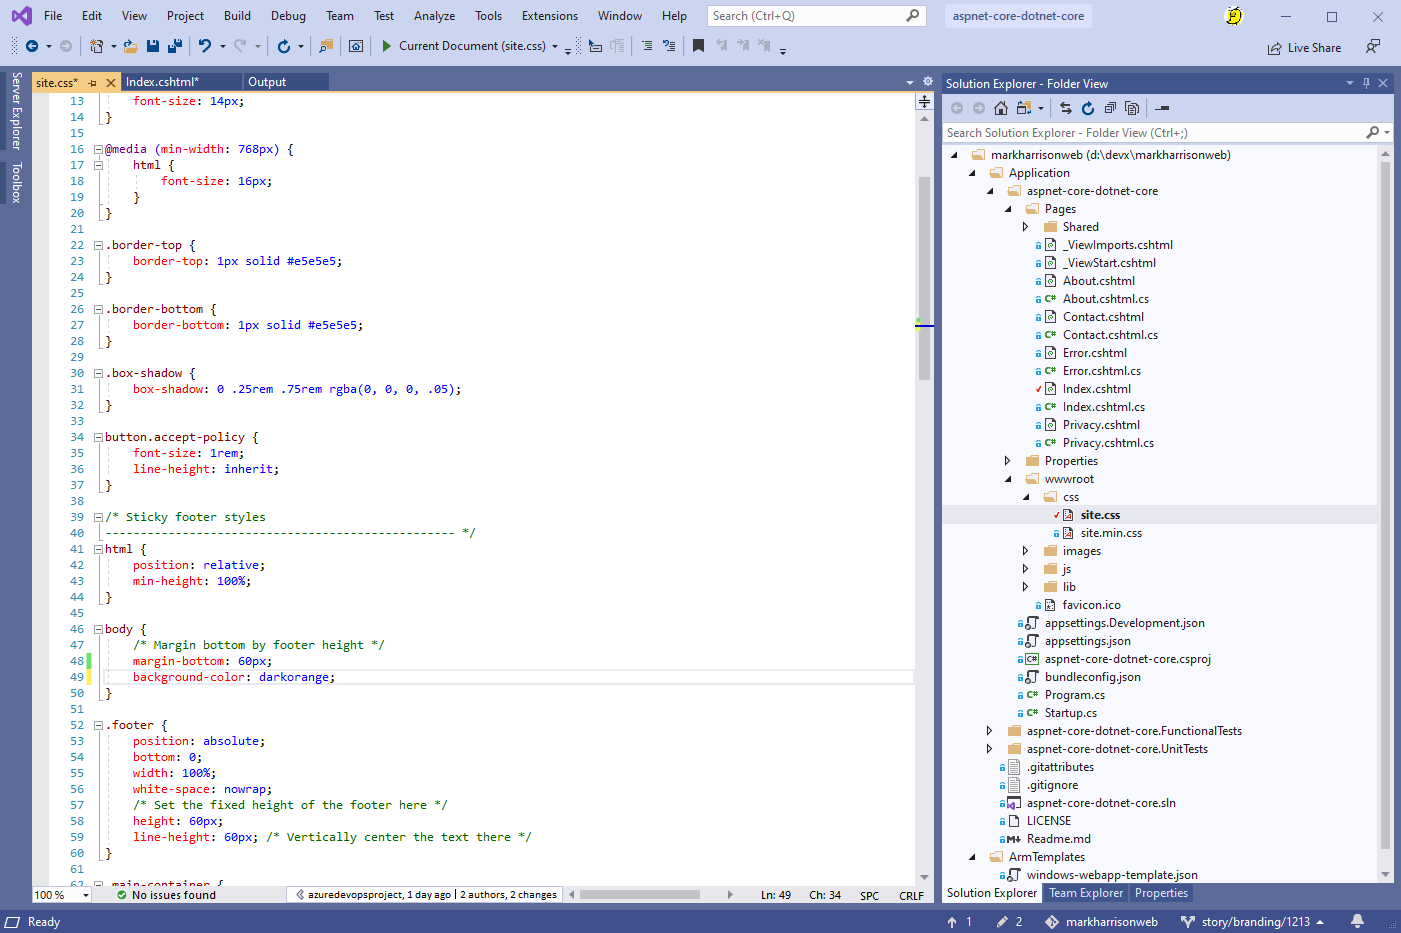 File Edit View Project Build Debug Team Test Analyze Tools Extensions Window Help Search (Ctrl+Q) aspnet-core-dotnet-core
Current Document (site.css) Live Share
Server Explorer
Toolbox
site.css* Index.cshtml* Output
13 font-size: 14px;
14 }
15
16 @media (min-width: 768px) {
17 html {
18 font-size: 16px;
19 }
20 }
21
22 .border-top {
23 border-top: 1px solid #e5e5e5;
24 }
25
26 .border-bottom {
27 border-bottom: 1px solid #e5e5e5;
28 }
29
30 .box-shadow {
31 box-shadow: 0 .25rem .75rem rgba(0, 0, 0, .05);
32 }
33
34 button.accept-policy {
35 font-size: 1rem;
36 line-height: inherit;
37 }
38
39 /* Sticky footer styles
40 -------------------------------------------------- */
41 html {
42 position: relative;
43 min-height: 100%;
44 }
45
46 body {
47 /* Margin bottom by footer height */
48 margin-bottom: 60px;
49 background-color: darkorange;
50 }
51
52 .footer {
53 position: absolute;
54 bottom: 0;
55 width: 100%;
56 white-space: nowrap;
57 /* Set the fixed height of the footer here */
58 height: 60px;
59 line-height: 60px; /* Vertically center the text there */
60 }
61
62 .main-container {
100 % No issues found azuredevopsproject, 1 day ago | 2 authors, 2 changes Ln: 49 Ch: 34 SPC CRLF
Solution Explorer - Folder View
Search Solution Explorer - Folder View (Ctrl+;)
markharrisonweb (d:\devx\markharrisonweb)
Application
aspnet-core-dotnet-core
Pages
Shared
_ViewImports.cshtml
_ViewStart.cshtml
About.cshtml
C# About.cshtml.cs
Contact.cshtml
C# Contact.cshtml.cs
Error.cshtml
C# Error.cshtml.cs
Index.cshtml
C# Index.cshtml.cs
Privacy.cshtml
C# Privacy.cshtml.cs
Properties
wwwroot
css
site.css
site.min.css
images
js
lib
favicon.ico
appsettings.Development.json
appsettings.json
C# aspnet-core-dotnet-core.csproj
bundleconfig.json
C# Program.cs
C# Startup.cs
aspnet-core-dotnet-core.FunctionalTests
aspnet-core-dotnet-core.UnitTests
.gitattributes
.gitignore
aspnet-core-dotnet-core.sln
LICENSE
M Readme.md
ArmTemplates
windows-webapp-template.json
Solution Explorer Team Explorer Properties
Ready 1 2 markharrisonweb story/branding/1213